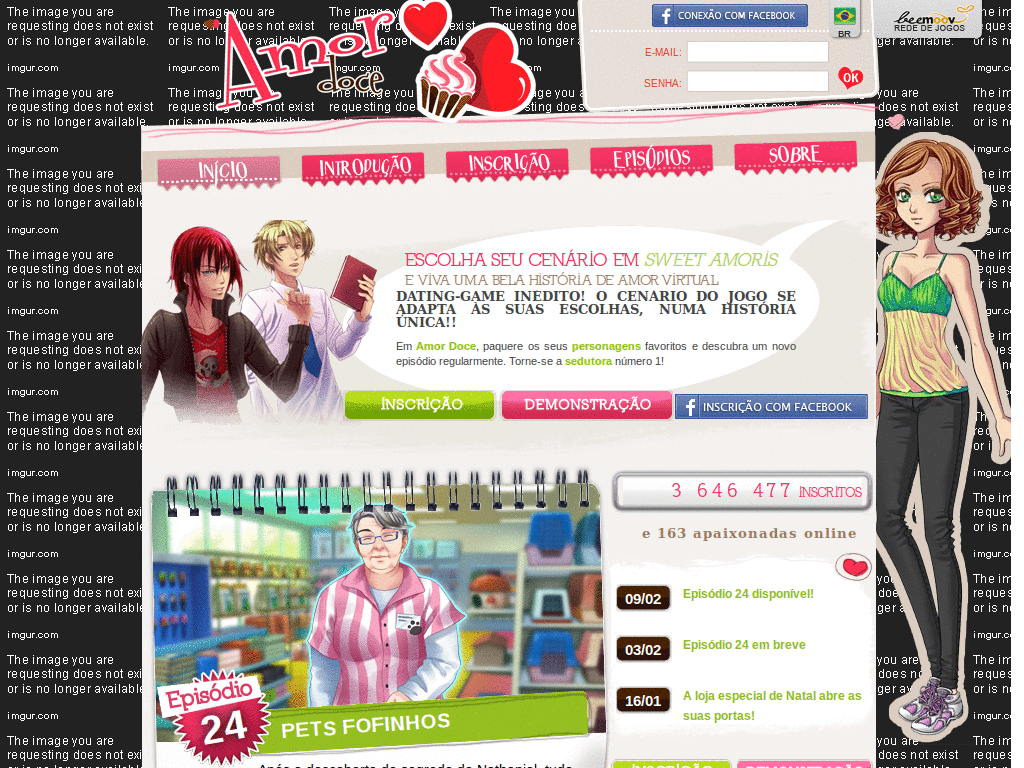 Amor doce
CONEXÃO COM FACEBOOK
BR
beemoov
REDE DE JOGOS
E-MAIL:
SENHA:
OK
INÍCIO
INTRODUÇÃO
INSCRIÇÃO
EPISÓDIOS
SOBRE
ESCOLHA SEU CENÁRIO EM SWEET AMORIS
E VIVA UMA BELA HISTÓRIA DE AMOR VIRTUAL
DATING-GAME INEDITO! O CENARIO DO JOGO SE
ADAPTA ÀS SUAS ESCOLHAS, NUMA HISTÓRIA
ÚNICA!!
Em Amor Doce, paquere os seus personagens favoritos e descubra um novo
episódio regularmente. Torne-se a sedutora número 1!
INSCRIÇÃO
DEMONSTRAÇÃO
INSCRIÇÃO COM FACEBOOK
3 646 477 INSCRITOS
e 163 apaixonadas online
09/02
Episódio 24 disponível!
03/02
Episódio 24 em breve
16/01
A loja especial de Natal abre as
suas portas!
Episódio
24
PETS FOFINHOS
INSCRIÇÃO
DEMONSTRAÇÃO
The image you are
requesting does not exist
or is no longer available.
imgur.com